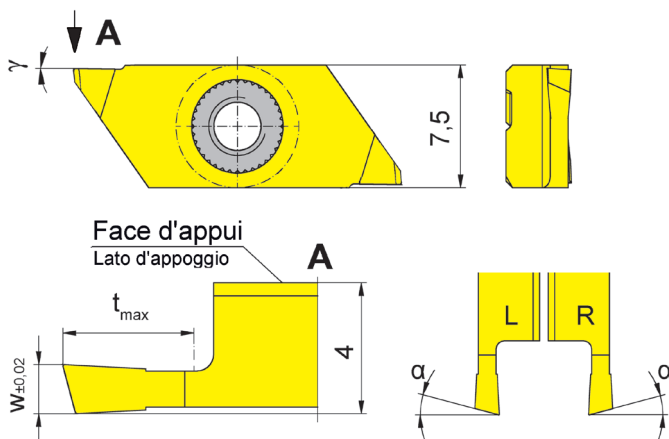 A
γ
7,5
Face d'appui
Lato d'appoggio
A
tmax
4
w±0,02
L
R
α
α